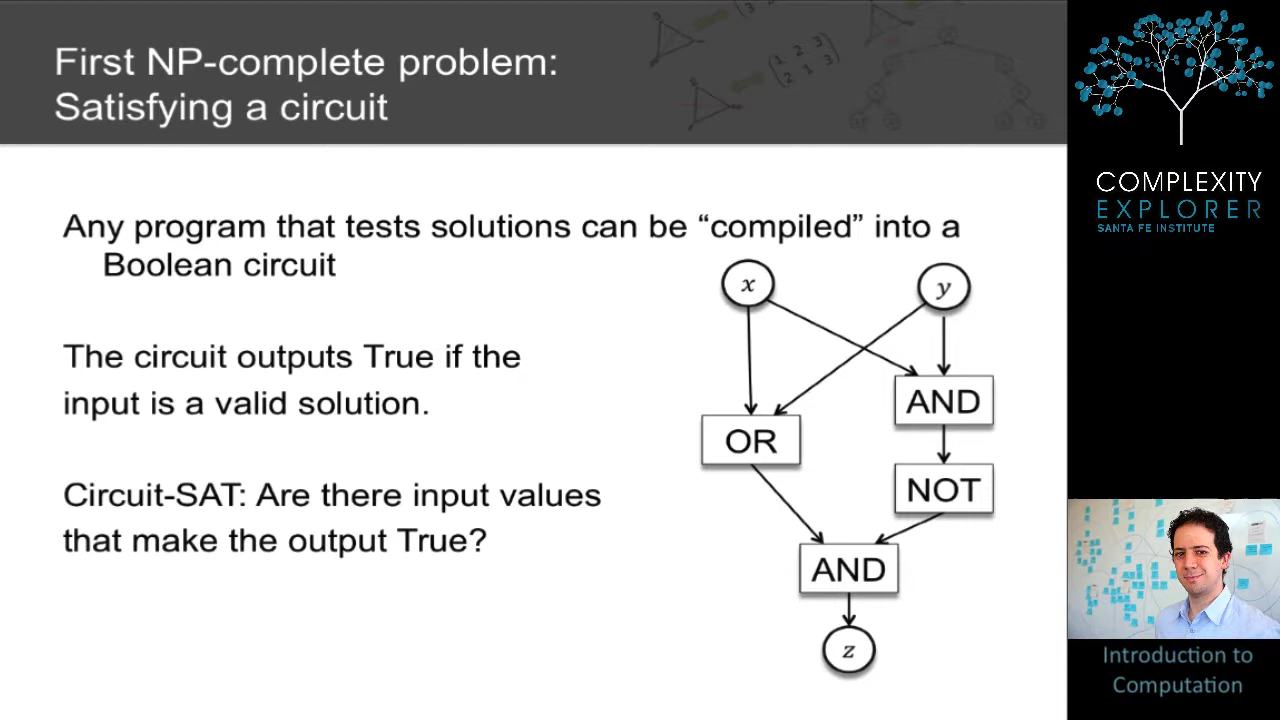 First NP-complete problem:
Satisfying a circuit
Any program that tests solutions can be “compiled” into a
Boolean circuit
The circuit outputs True if the
input is a valid solution.
Circuit-SAT: Are there input values
that make the output True?
x
y
AND
OR
NOT
AND
z
COMPLEXITY
EXPLORER
SANTA FE INSTITUTE
Introduction to
Computation